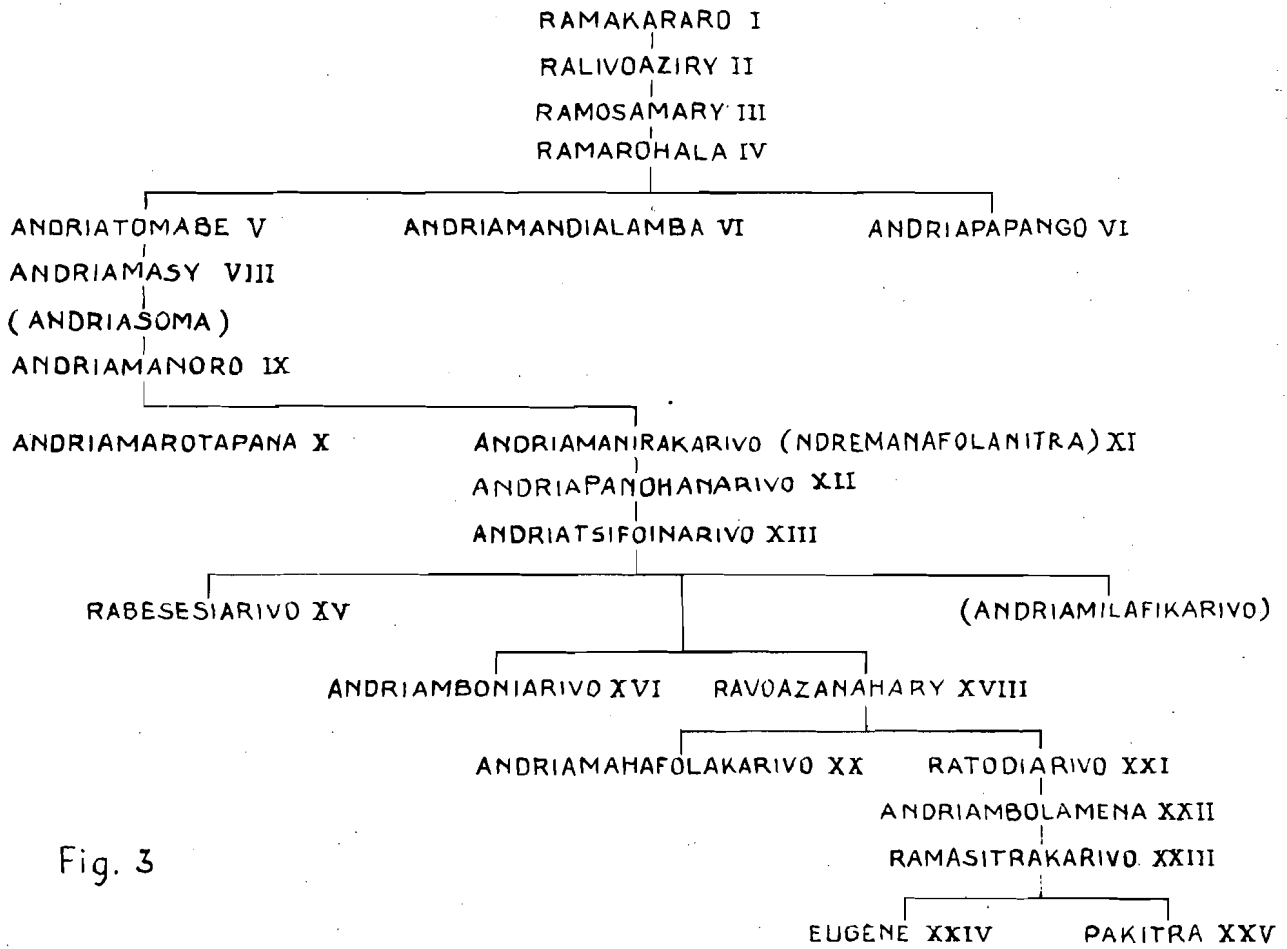 RAMAKARARO I
RALIVOAZIRY II
RAMOSAMARY III
RAMAROHALA IV
ANDRIATOMABE V ANDRIAMANDIALAMBA VI ANDRIAPAPANGO VI
ANDRIAMASY VIII
(ANDRIASOMA)
ANDRIAMANORO IX
ANDRIAMAROTAPANA X ANDRIAMANIRAKARIVO (NDREMANAFOLANITRA) XI
ANDRIAPANOHANARIVO XII
ANDRIATSIFOINARIVO XIII
RABESESIARIVO XV (ANDRIAMILAFIKARIVO)
ANDRIAMBONIARIVO XVI RAVOAZANAHARY XVIII
ANDRIAMAHAFOLAKARIVO XX RATODIARIVO XXI
ANDRIAMBOLAMENA XXII
RAMASITRAKARIVO XXIII
EUGENE XXIV PAKITRA XXV
Fig. 3